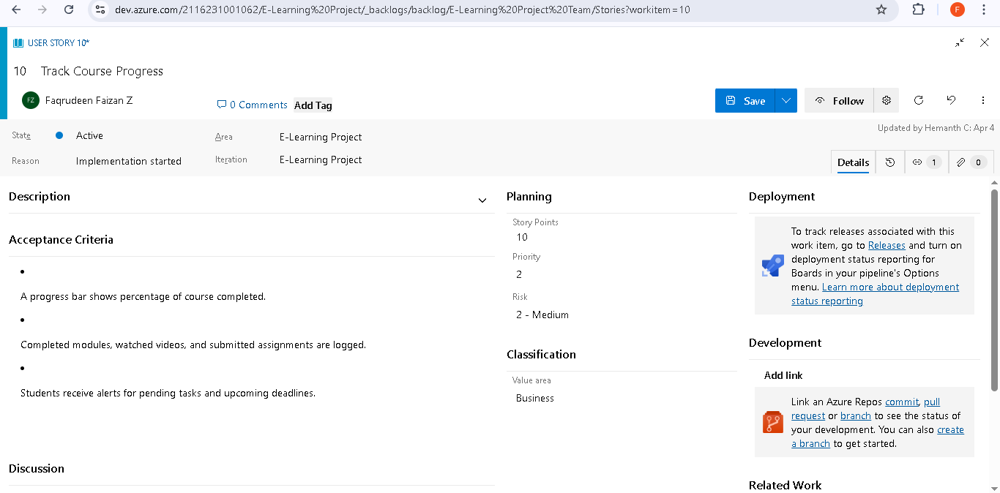 dev.azure.com/2116231001062/E-Learning%20Project/_backlogs/backlog/E-Learning%20Project%20Team/Stories?workitem=10
F
USER STORY 10*
10 Track Course Progress
FZ Faqrudeen Faizan Z
0 Comments Add Tag
Save
Follow
State Active
Area E-Learning Project
Updated by Hemanth C: Apr 4
Reason Implementation started
Iteration E-Learning Project
Details
1
0
Description
Acceptance Criteria
•
A progress bar shows percentage of course completed.
•
Completed modules, watched videos, and submitted assignments are logged.
•
Students receive alerts for pending tasks and upcoming deadlines.
Discussion
Planning
Story Points
10
Priority
2
Risk
2 - Medium
Classification
Value area
Business
Deployment
To track releases associated with this
work item, go to Releases and turn on
deployment status reporting for
Boards in your pipeline's Options
menu. Learn more about deployment
status reporting
Development
Add link
Link an Azure Repos commit, pull
request or branch to see the status of
your development. You can also create
a branch to get started.
Related Work